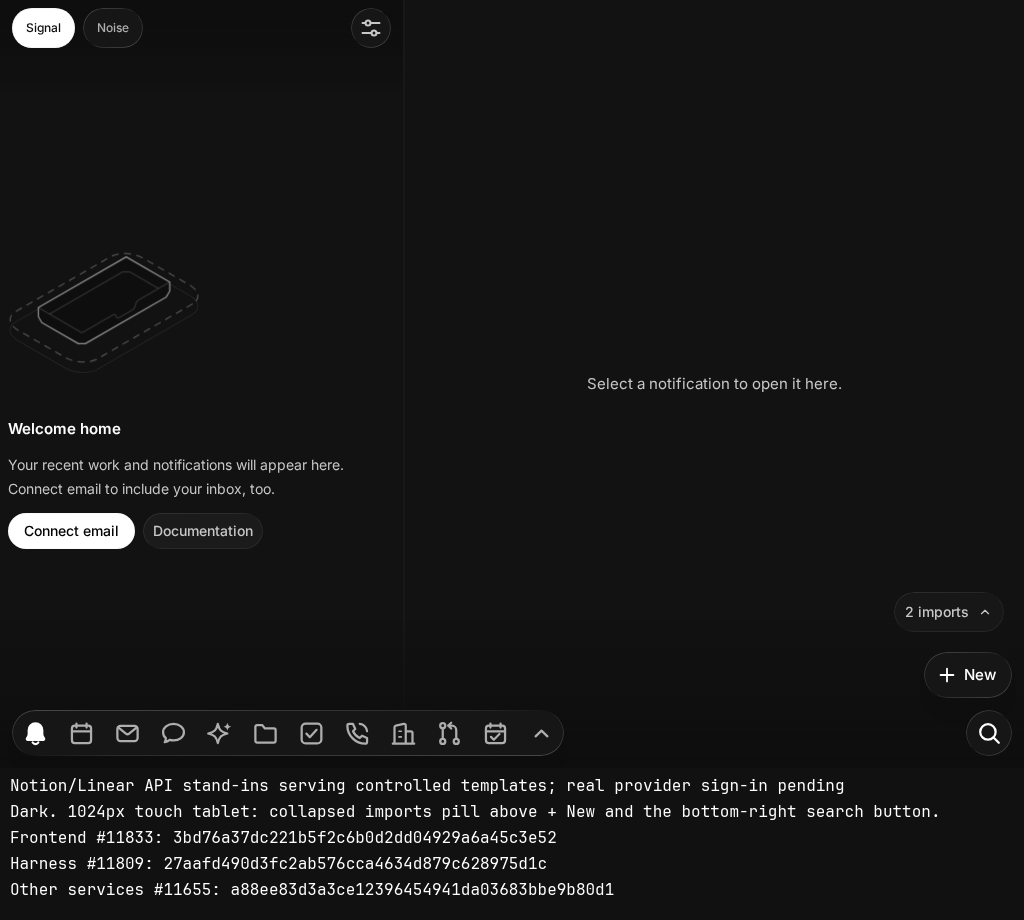 Signal
Noise
Welcome home
Your recent work and notifications will appear here.
Connect email to include your inbox, too.
Connect email
Documentation
Select a notification to open it here.
2 imports
New
Notion/Linear API stand-ins serving controlled templates; real provider sign-in pending
Dark. 1024px touch tablet: collapsed imports pill above + New and the bottom-right search button.
Frontend #11833: 3bd76a37dc221b5f2c6b0d2dd04929a6a45c3e52
Harness #11809: 27aafd490d3fc2ab576cca4634d879c628975d1c
Other services #11655: a88ee83d3a3ce12396454941da03683bbe9b80d1